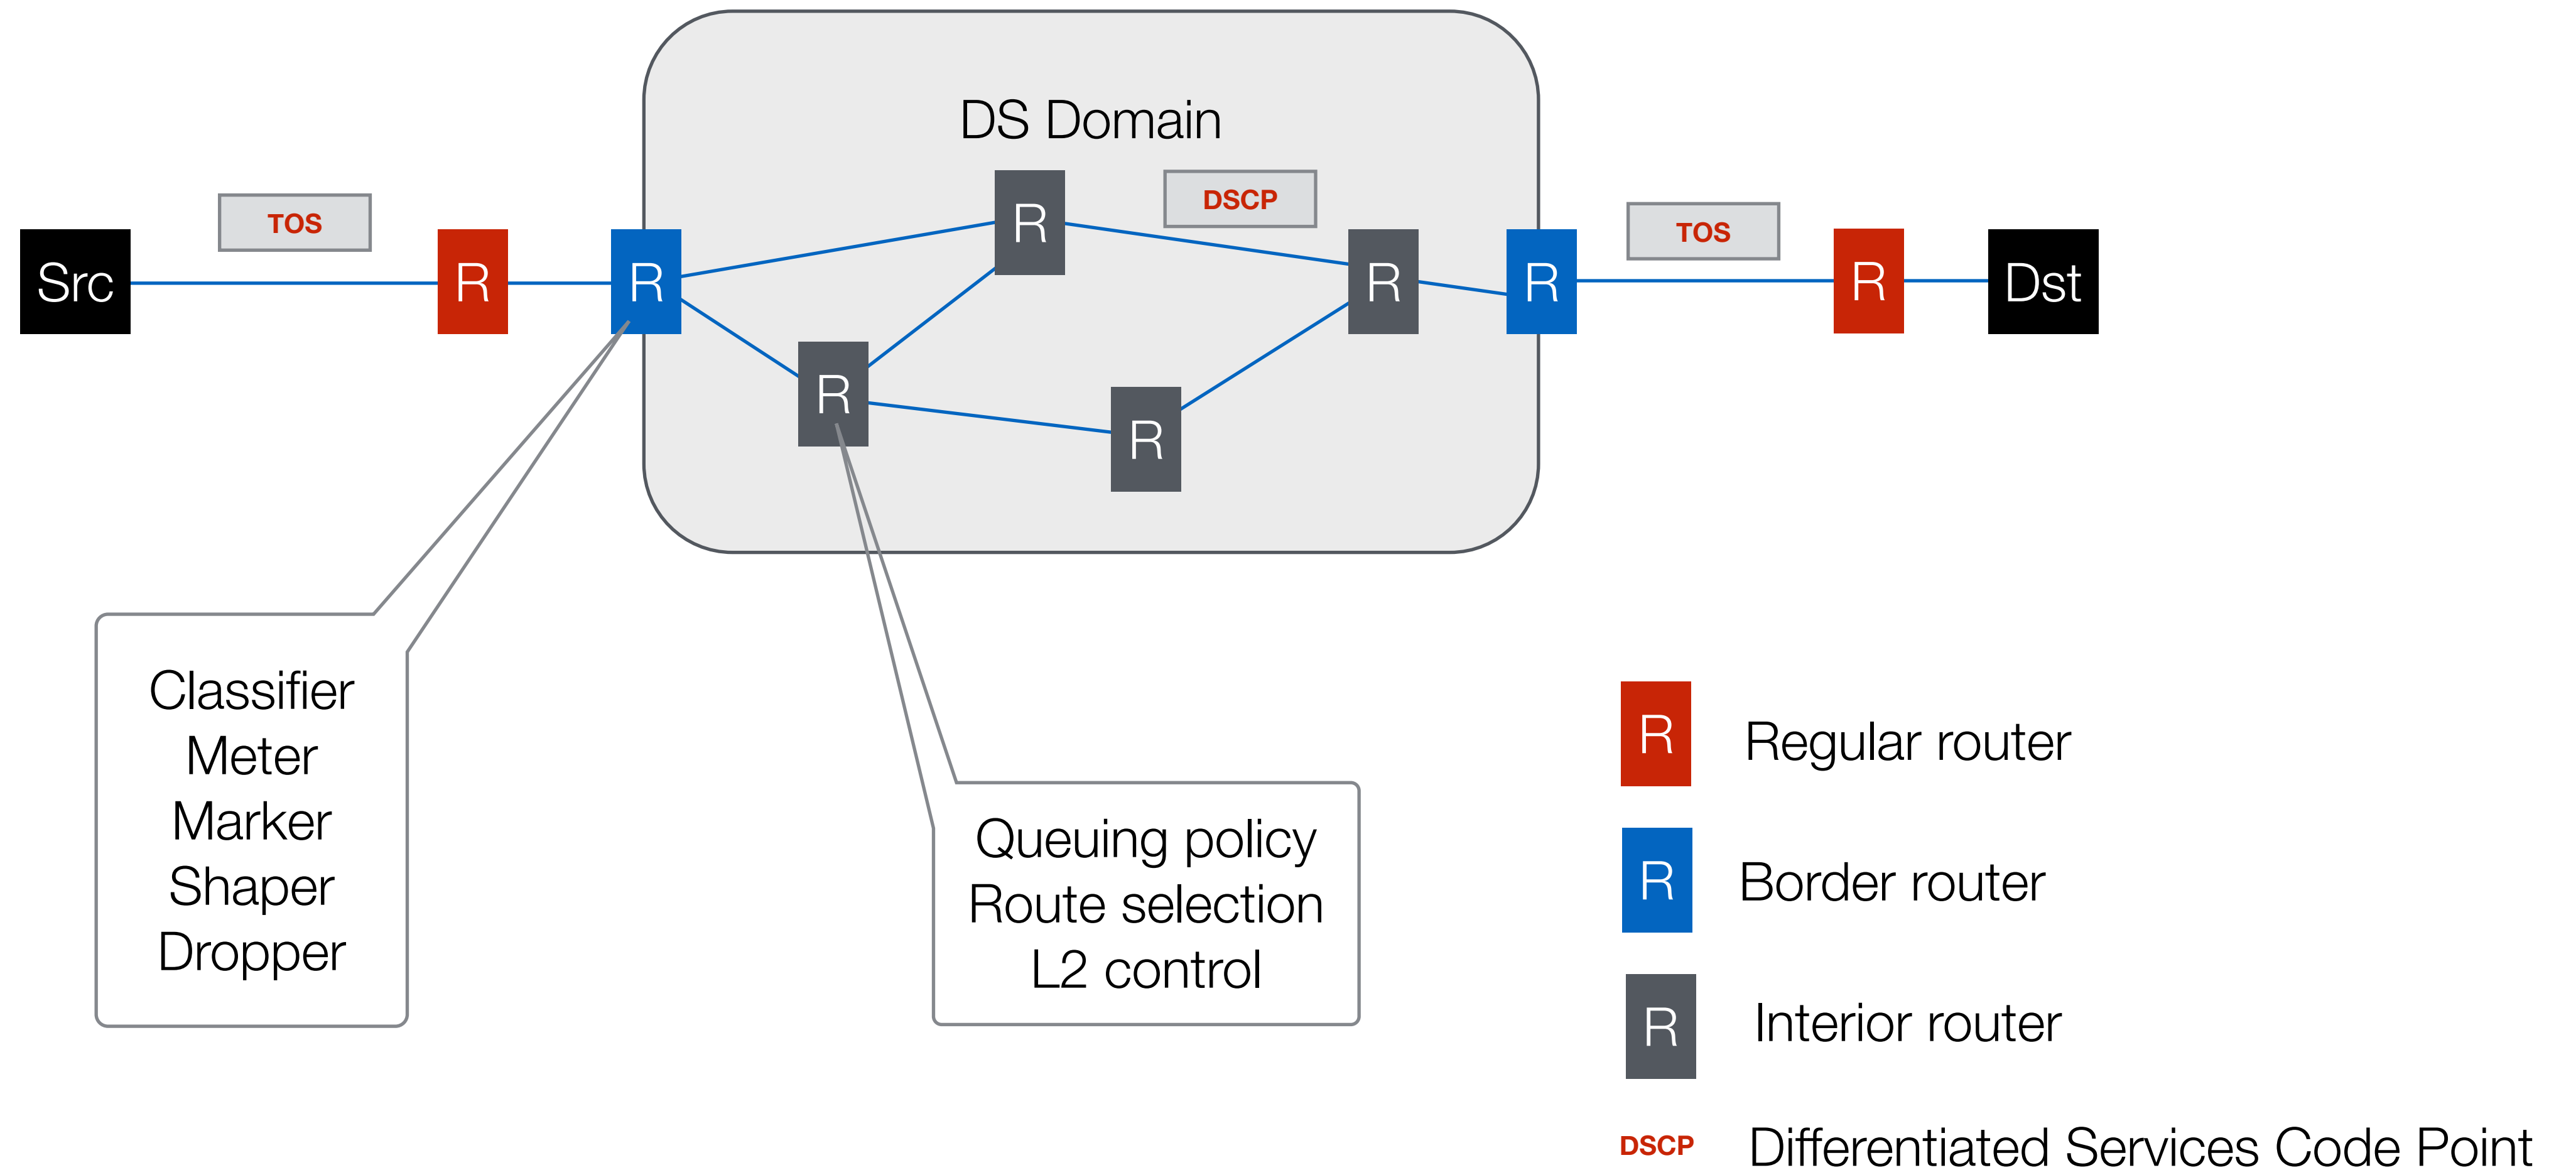 DS Domain
TOS
DSCP
TOS
Src
R
R
R
R
R
R
R
R
Dst
Classifier
Meter
Marker
Shaper
Dropper
Queuing policy
Route selection
L2 control
R Regular router
R Border router
R Interior router
DSCP Differentiated Services Code Point